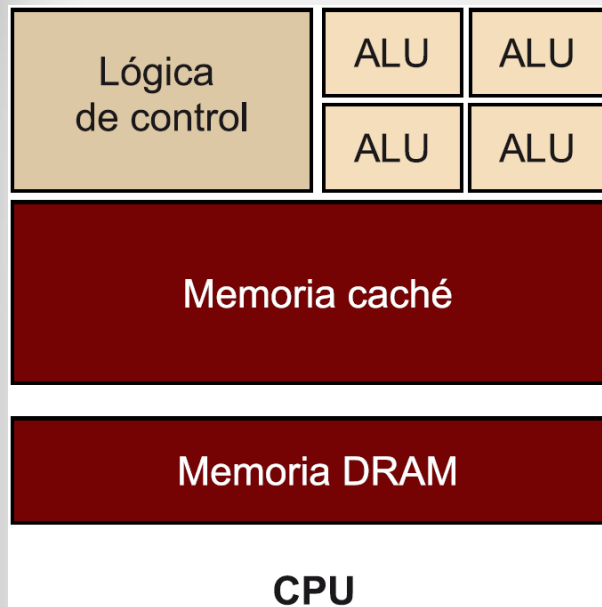 Lógica
de control
ALU
ALU
ALU
ALU
Memoria caché
Memoria DRAM
CPU